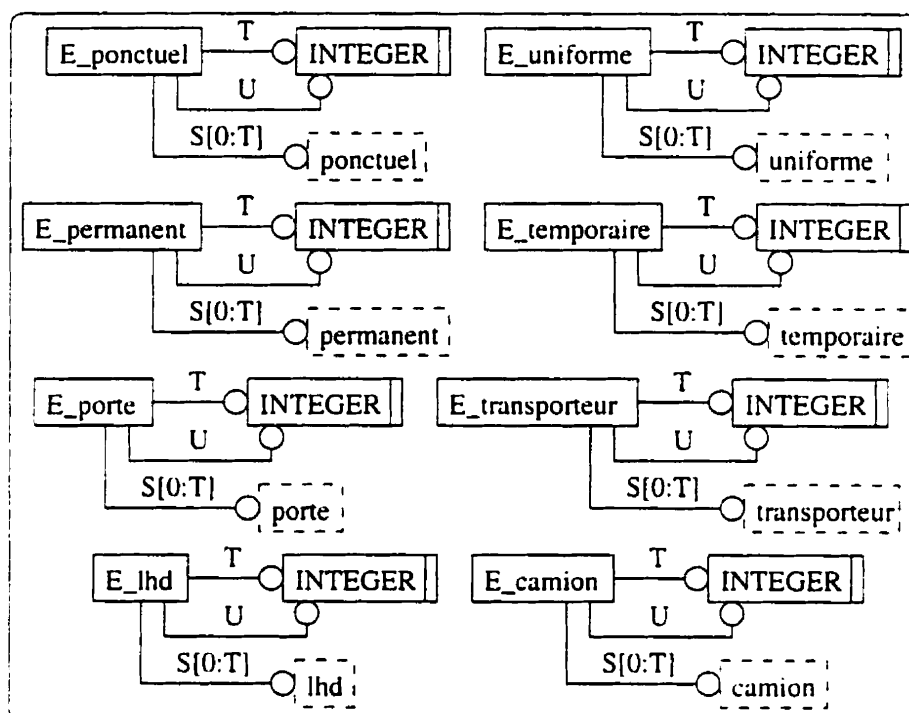 T T
E_ponctuel INTEGER E_uniforme INTEGER
U U
S[0:T] S[0:T]
ponctuel uniforme
T T
E_permanent INTEGER E_temporaire INTEGER
U U
S[0:T] S[0:T]
permanent temporaire
T T
E_porte INTEGER E_transporteur INTEGER
U U
S[0:T] S[0:T]
porte transporteur
T T
E_lhd INTEGER E_camion INTEGER
U U
S[0:T] S[0:T]
lhd camion